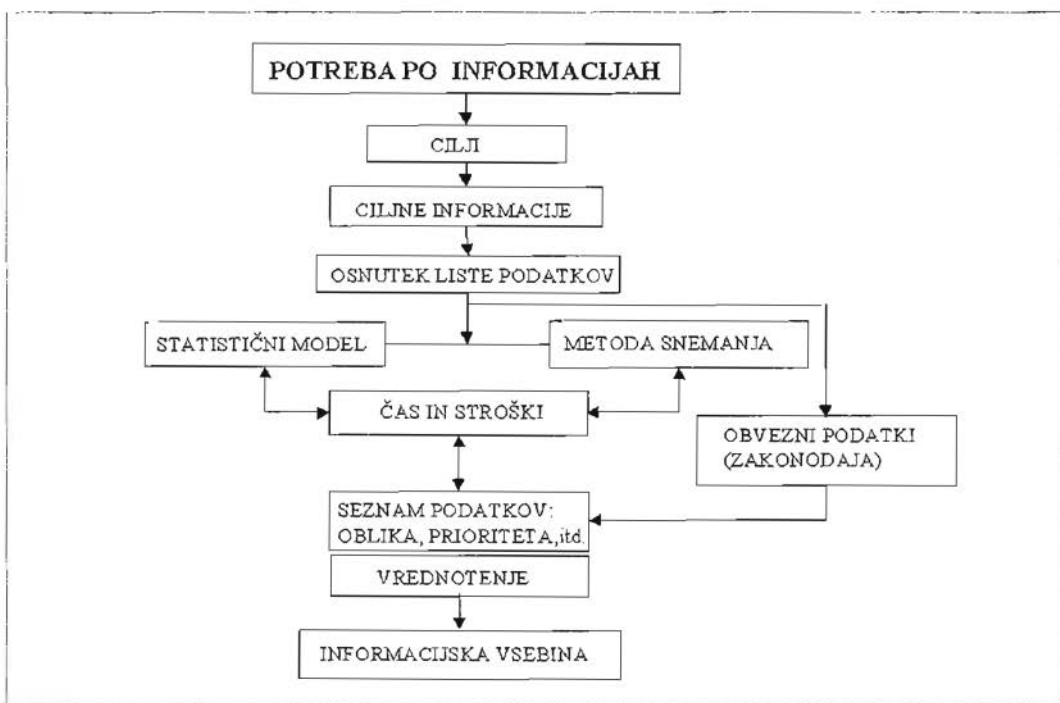 POTREBA PO INFORMACIJAH
CILJI
CILJNE INFORMACIJE
OSNUTEK LISTE PODATKOV
STATISTIČNI MODEL
METODA SNEMANJA
ČAS IN STROŠKI
OBVEZNI PODATKI
(ZAKONODAJA)
SEZNAM PODATKOV:
OBLIKA, PRIORITETA,itd.
VREDNOTENJE
INFORMACIJSKA VSEBINA